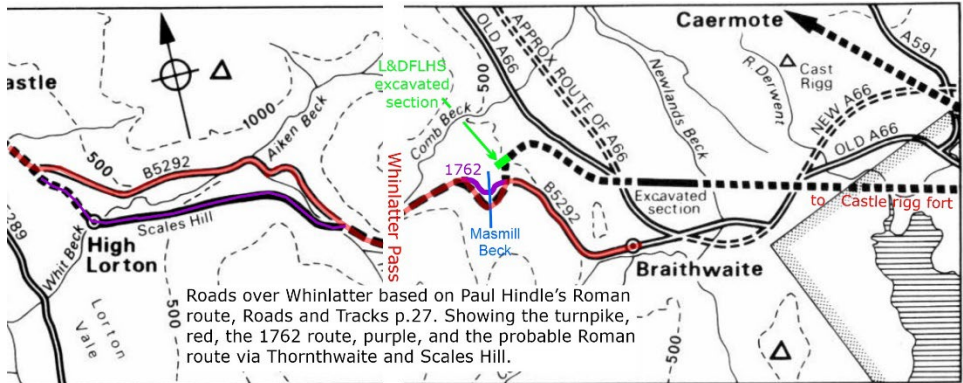 astle
500
1000
Aiken Beck
B5292
Scales Hill
289
Whit Beck
High
Lorton
Lorton
Vale
500
Whinlatter Pass
L&DFLHS
excavated
section
500
OLD A66
APPROX ROUTE OF A66
Comb Beck
1762
Masmill
Beck
B5292
Newlands Beck
R. Derwent
Caermote
A591
Cast
Rigg
NEW A66
OLD A66
Excavated
section
to Castle rigg fort
Braithwaite
500
Roads over Whinlatter based on Paul Hindle's Roman
route, Roads and Tracks p.27. Showing the turnpike,
red, the 1762 route, purple, and the probable Roman
route via Thornthwaite and Scales Hill.